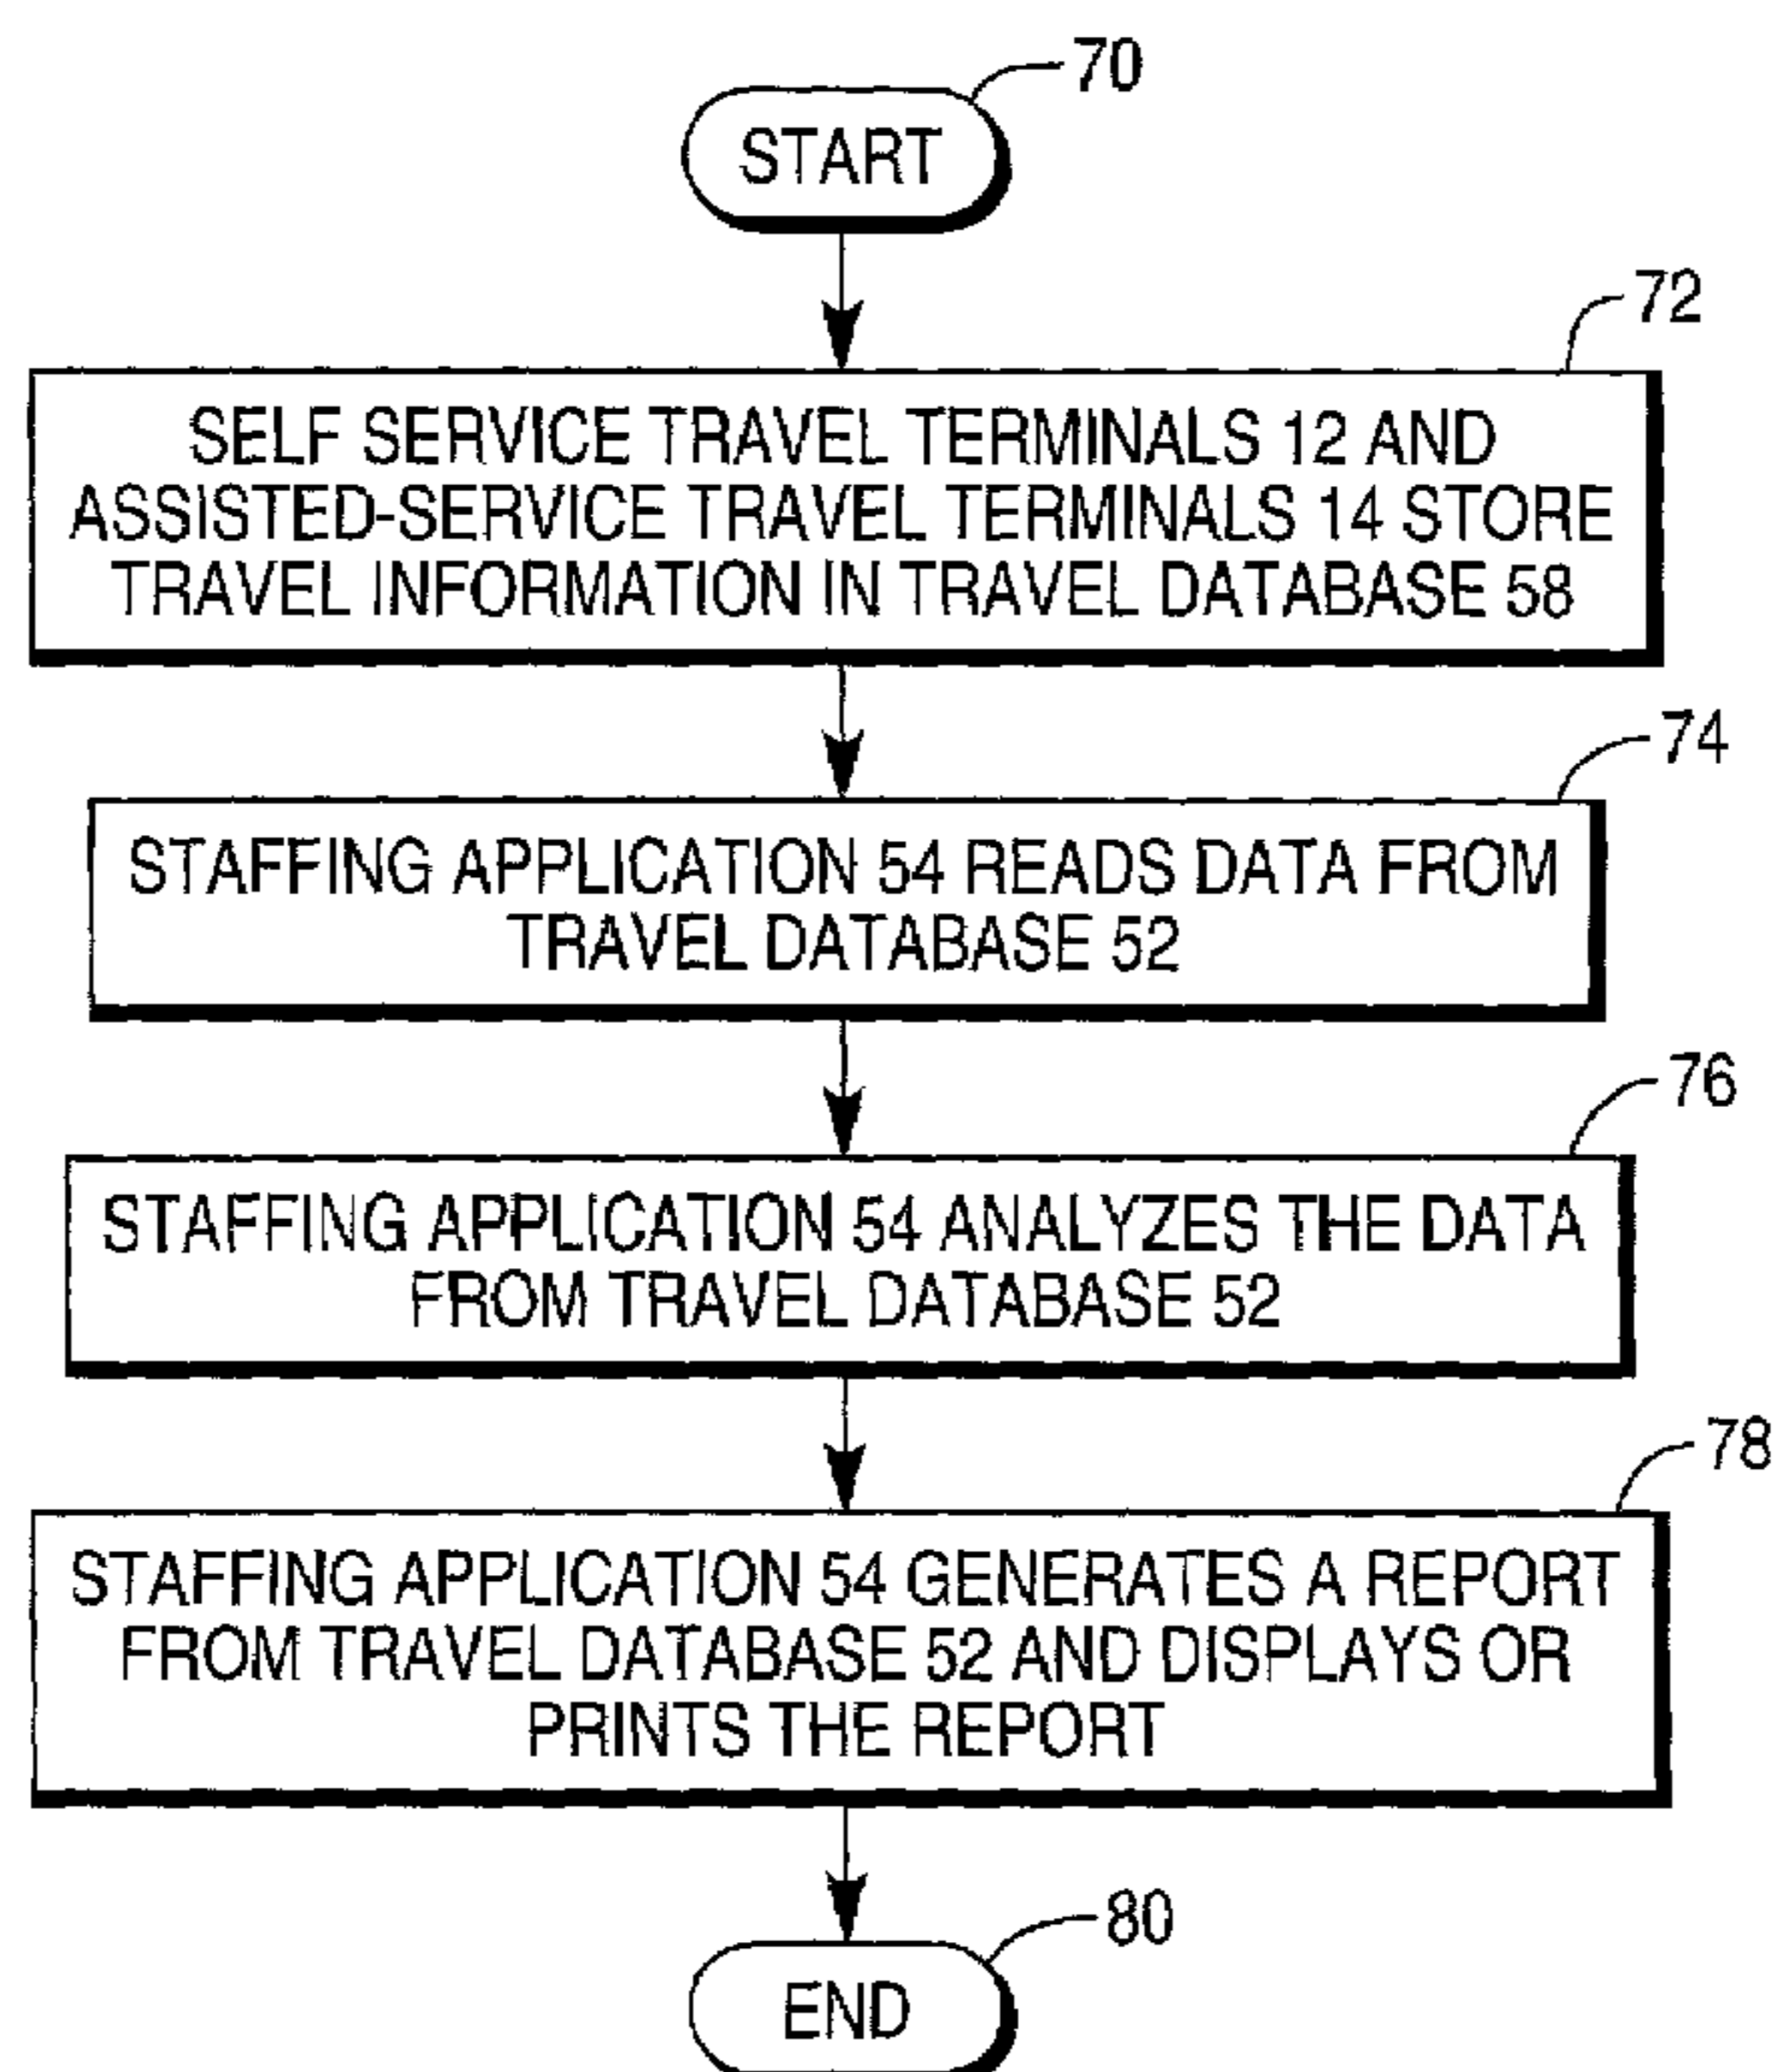 70
START
72
SELF SERVICE TRAVEL TERMINALS 12 AND
ASSISTED-SERVICE TRAVEL TERMINALS 14 STORE
TRAVEL INFORMATION IN TRAVEL DATABASE 58
74
STAFFING APPLICATION 54 READS DATA FROM
TRAVEL DATABASE 52
76
STAFFING APPLICATION 54 ANALYZES THE DATA
FROM TRAVEL DATABASE 52
78
STAFFING APPLICATION 54 GENERATES A REPORT
FROM TRAVEL DATABASE 52 AND DISPLAYS OR
PRINTS THE REPORT
80
END